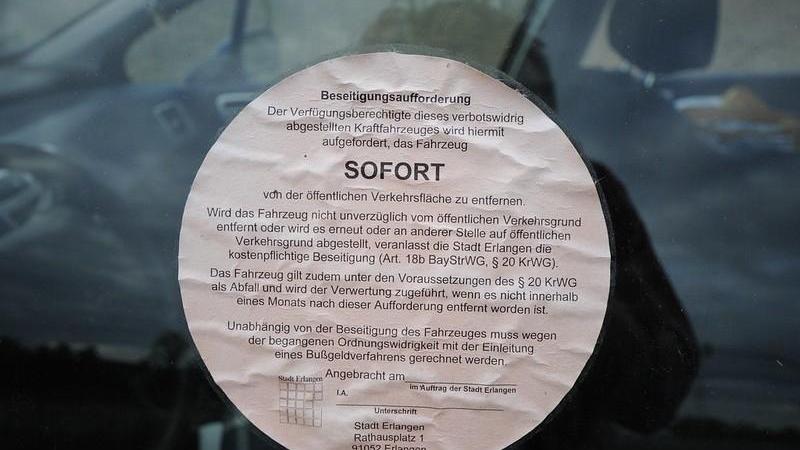 Beseitigungsaufforderung
Der Verfügungsberechtigte dieses verbotswidrig
abgestellten Kraftfahrzeuges wird hiermit
aufgefordert, das Fahrzeug
SOFORT
von der öffentlichen Verkehrsfläche zu entfernen.
Wird das Fahrzeug nicht unverzüglich vom öffentlichen Verkehrsgrund
entfernt oder wird es erneut oder an anderer Stelle auf öffentlichen
Verkehrsgrund abgestellt, veranlasst die Stadt Erlangen die
kostenpflichtige Beseitigung (Art. 18b BayStrWG, § 20 KrWG).
Das Fahrzeug gilt zudem unter den Voraussetzungen des § 20 KrWG
als Abfall und wird der Verwertung zugeführt, wenn es nicht innerhalb
eines Monats nach dieser Aufforderung entfernt worden ist.
Unabhängig von der Beseitigung des Fahrzeuges muss wegen
der begangenen Ordnungswidrigkeit mit der Einleitung
eines Bußgeldverfahrens gerechnet werden.
Angebracht am
im Auftrag der Stadt Erlangen
Stadt Erlangen
I.A.
Unterschrift
Stadt Erlangen
Rathausplatz 1
91052 Erlangen